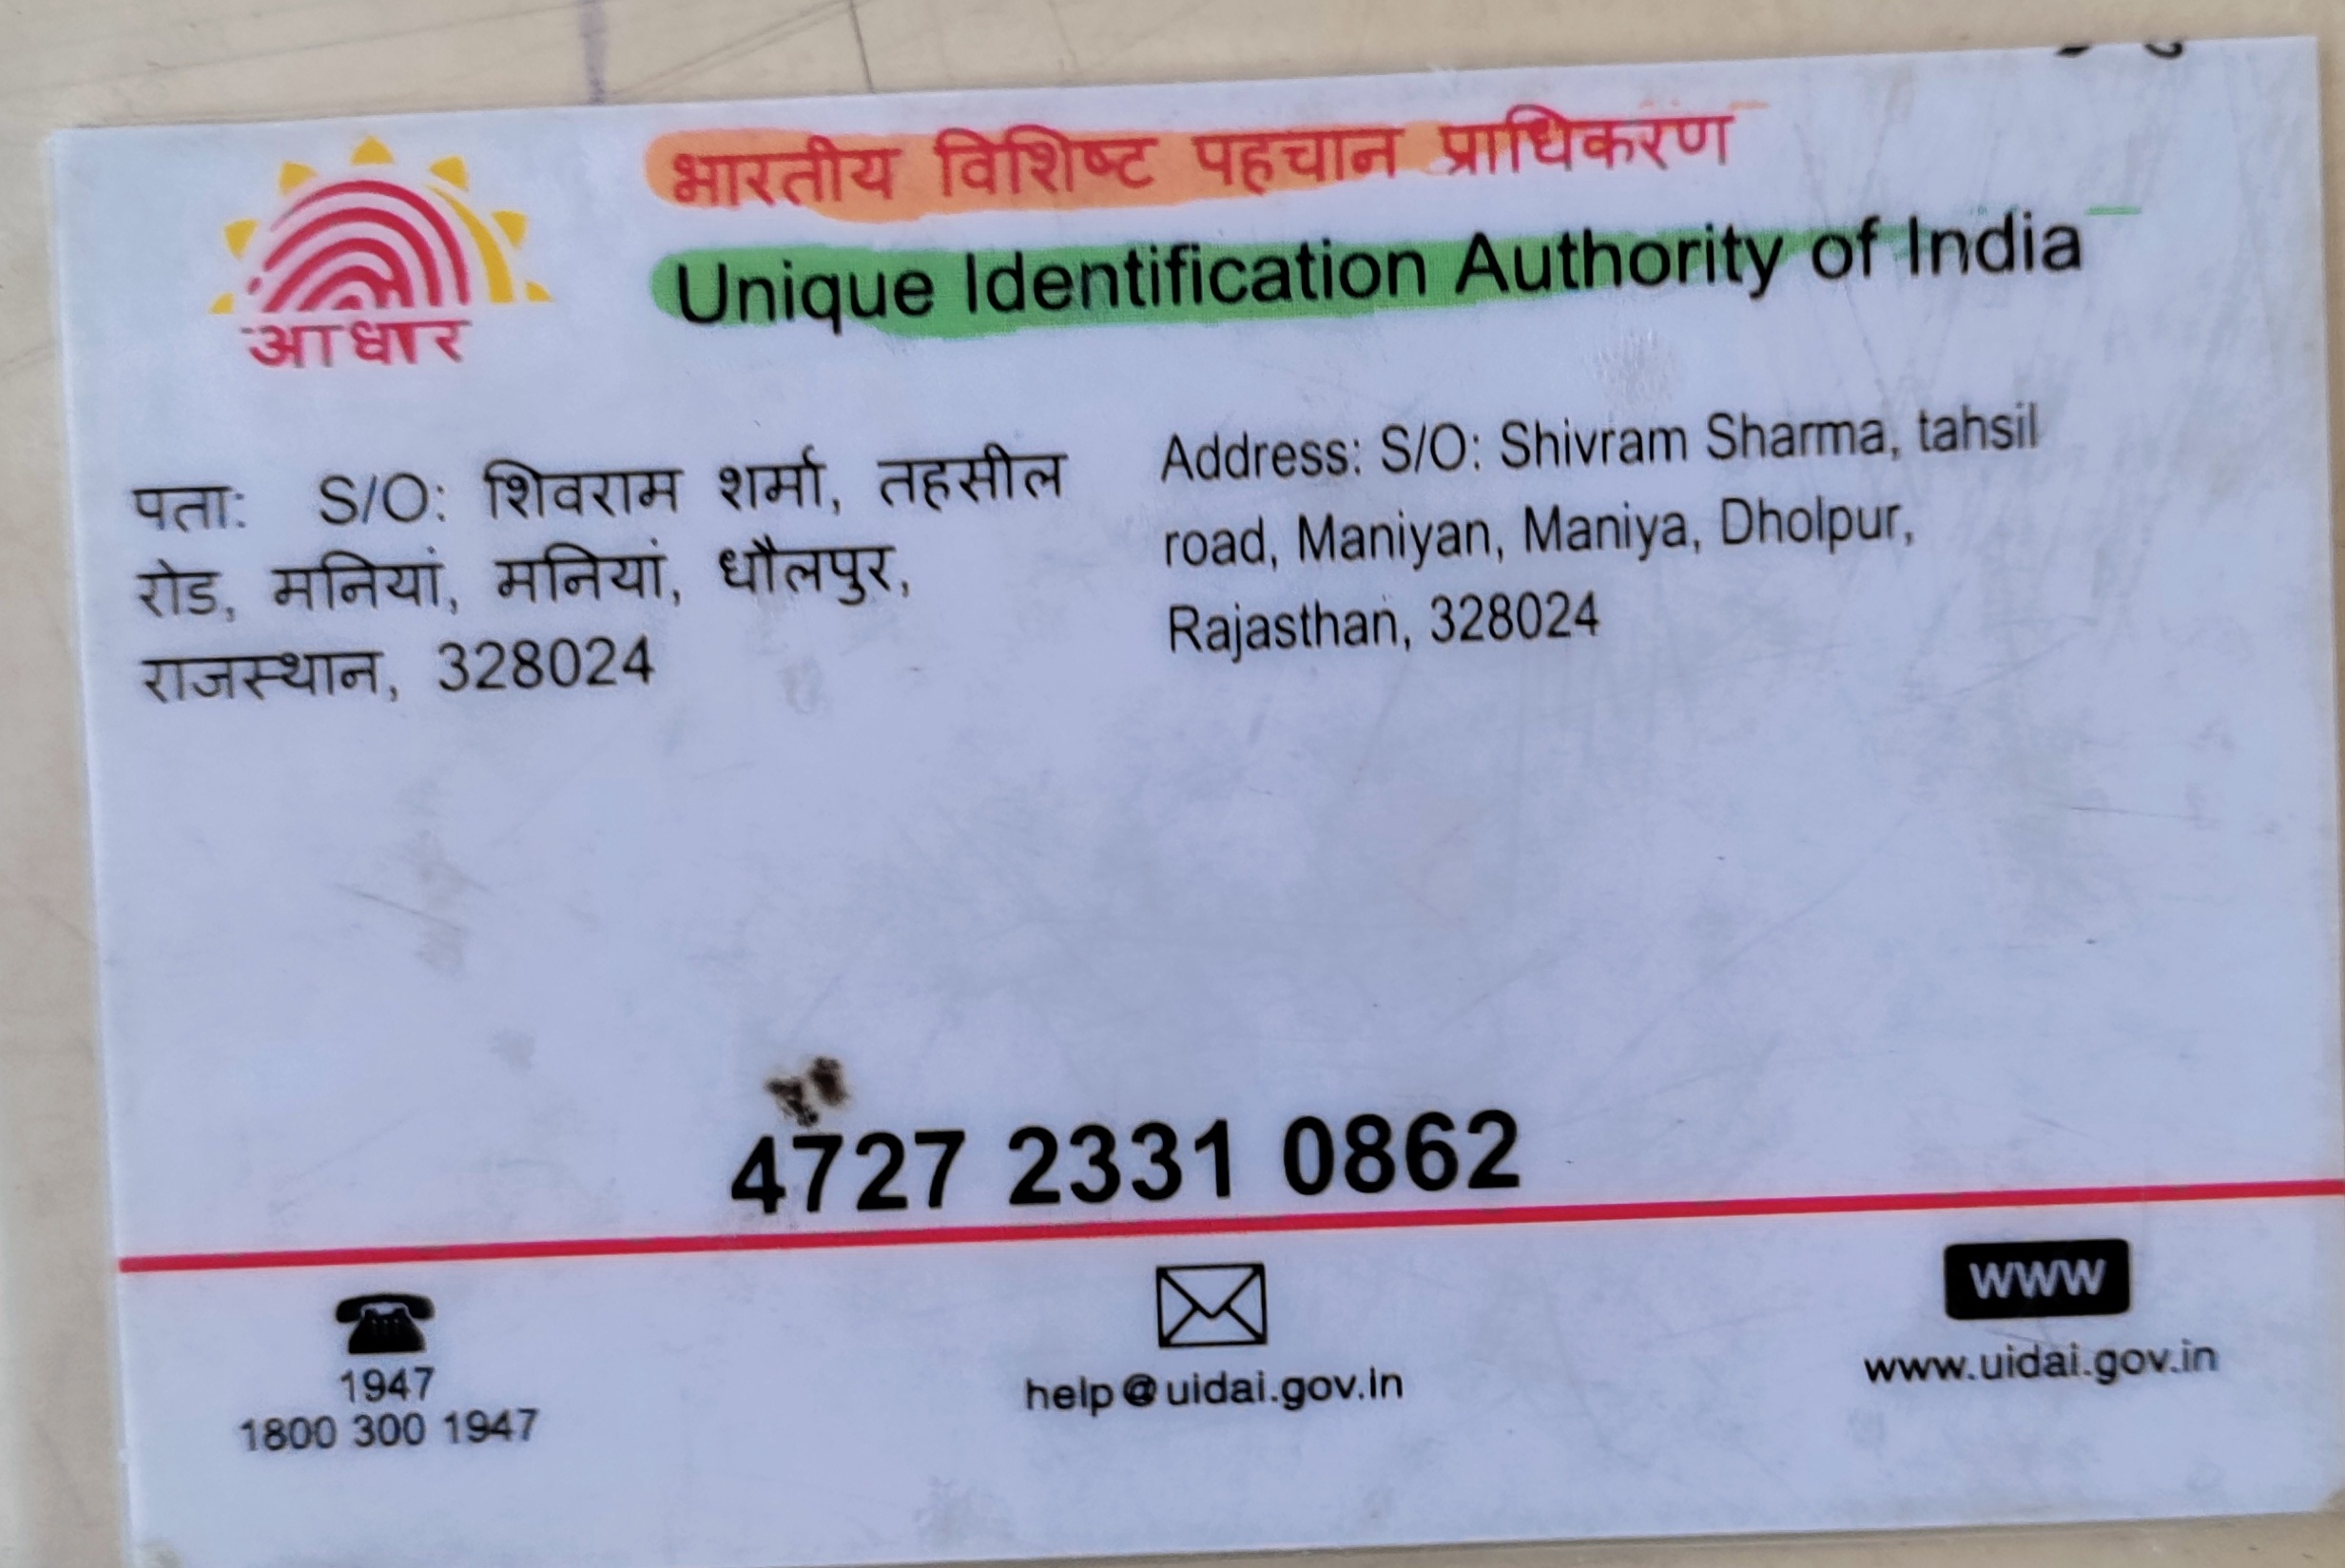 भारतीय विशिष्ट पहचान प्राधिकरण
Unique Identification Authority of India
आधार
पता: S/O: शिवराम शर्मा, तहसील
रोड, मनियां, मनियां, धौलपुर,
राजस्थान, 328024
Address: S/O: Shivram Sharma, tahsil
road, Maniyan, Maniya, Dholpur,
Rajasthan, 328024
4727 2331 0862
1947
1800 300 1947
help@uidai.gov.in
www
www.uidai.gov.in